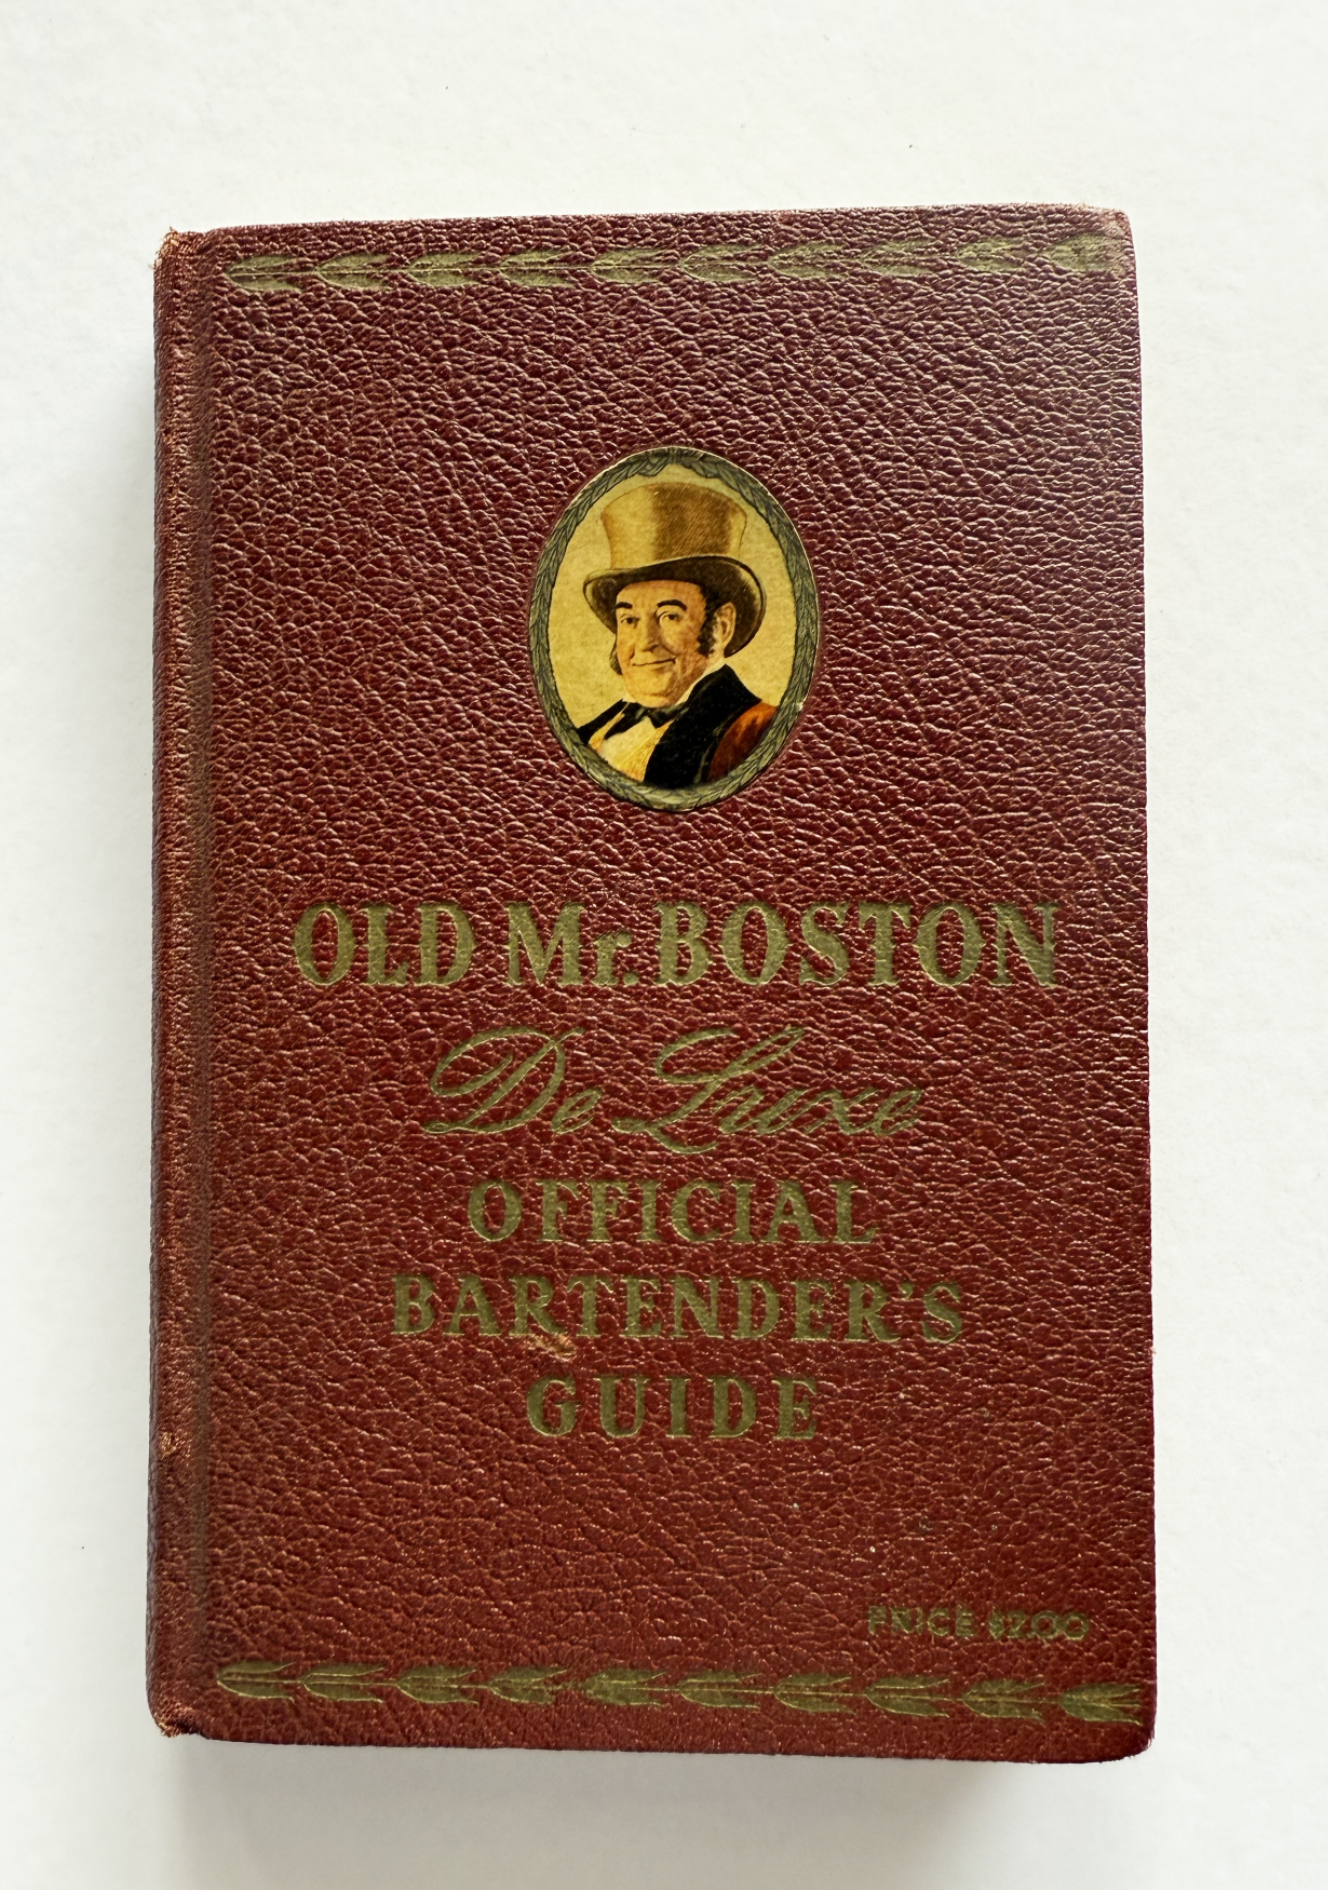 OLD Mr. BOSTON
De Luxe
OFFICIAL
BARTENDER'S
GUIDE
PRICE $2.00